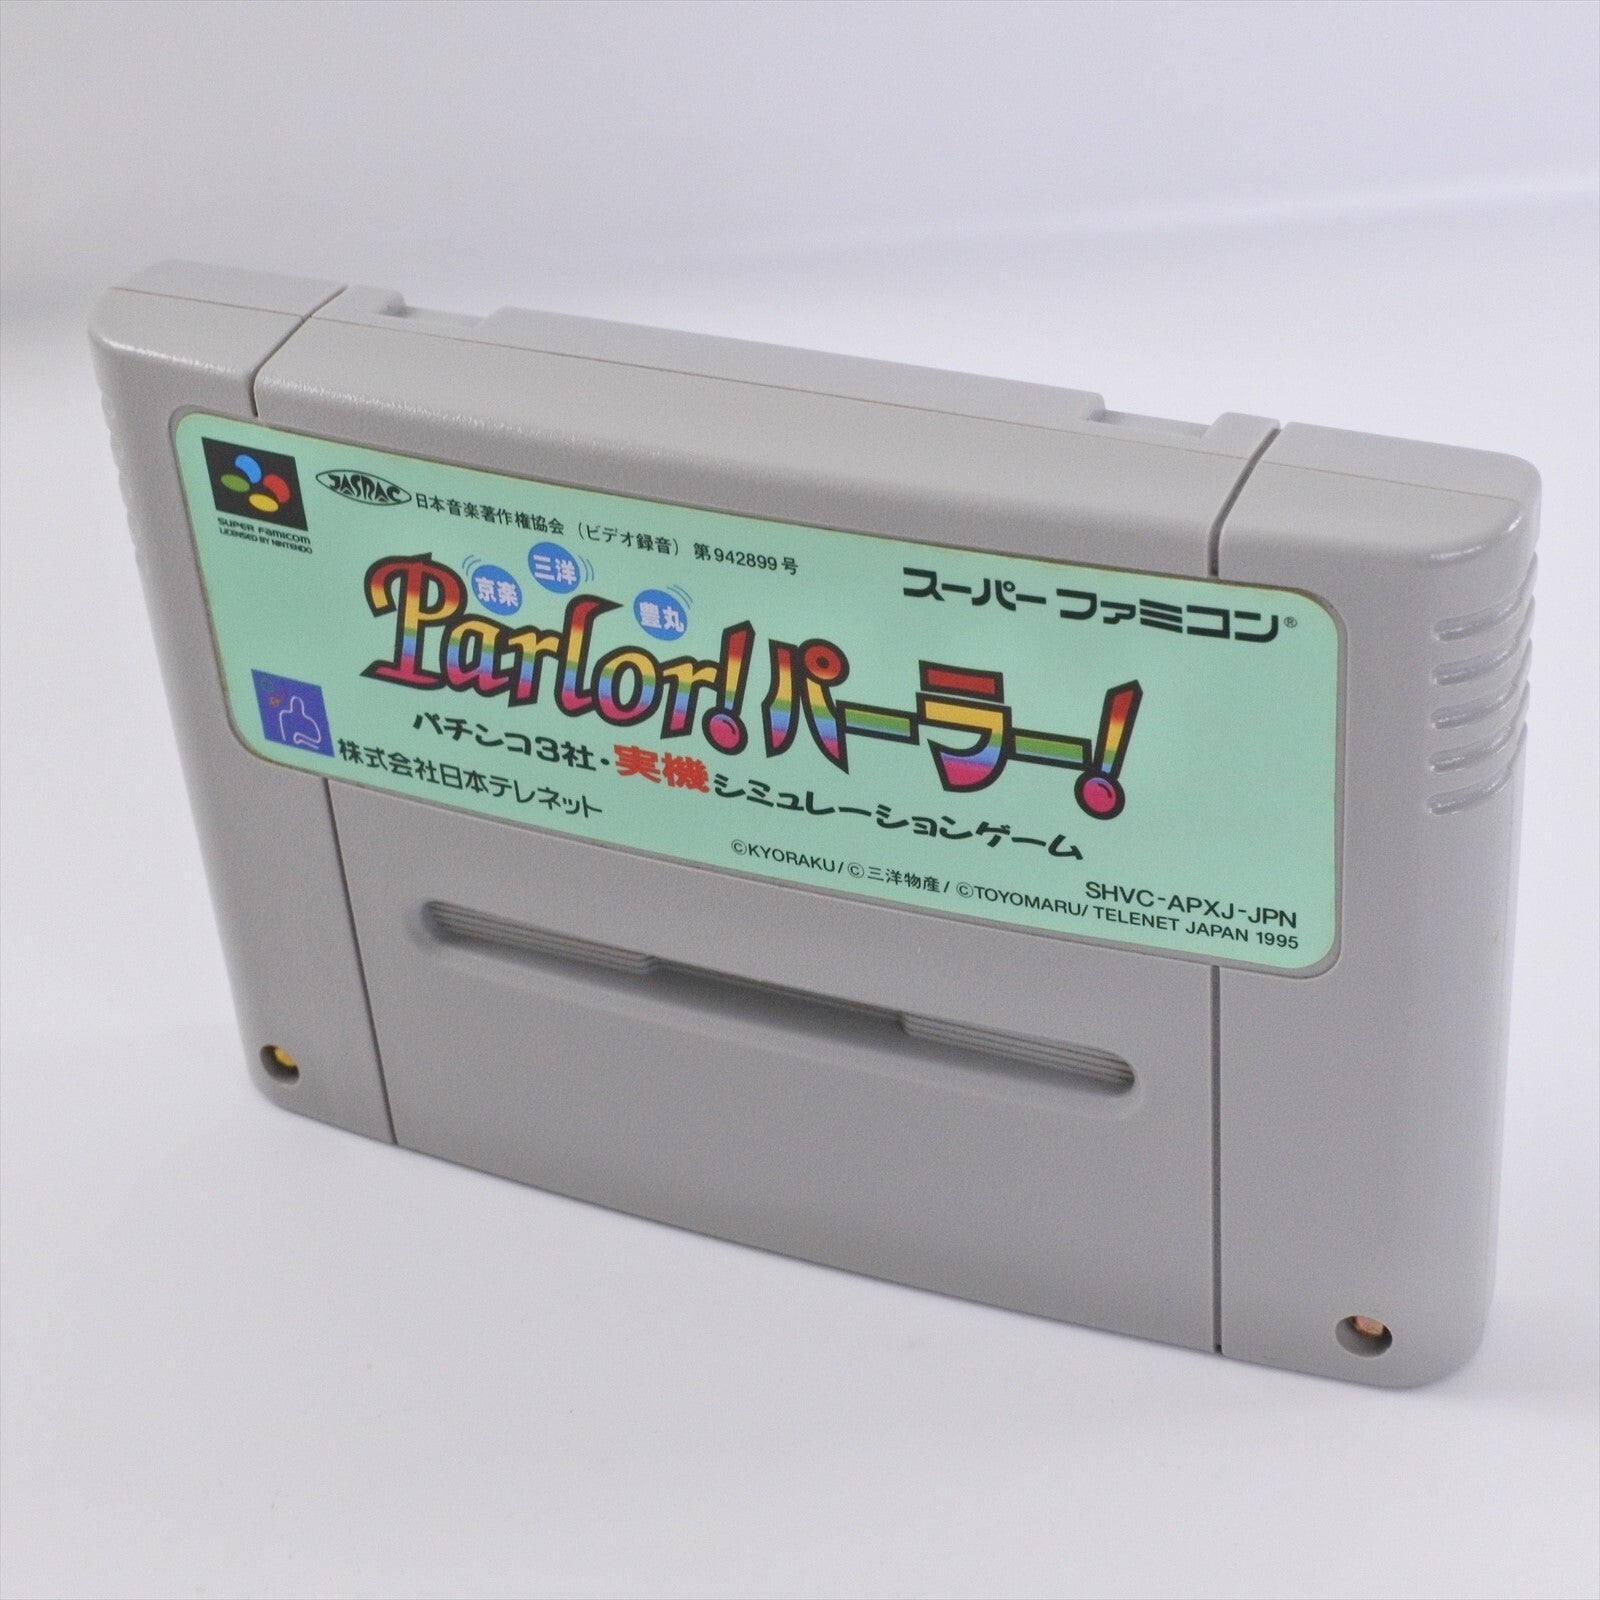 SUPER Famicom
LICENSED BY NINTENDO
JASRAC
日本音楽著作権協会 (ビデオ録音) 第942899号
スーパーファミコン®
京楽 三洋 豊丸
Parlor! パーラー!
パチンコ3社・実機シミュレーションゲーム
株式会社日本テレネット
©KYORAKU/©三洋物産/©TOYOMARU/TELENET JAPAN 1995
SHVC-APXJ-JPN